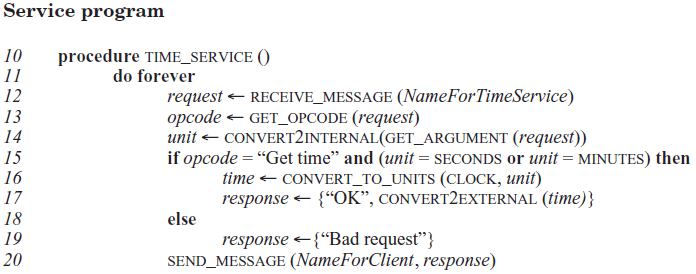 Service program
10 procedure TIME_SERVICE ()
11 do forever
12 request ← RECEIVE_MESSAGE (NameForTimeService)
13 opcode ← GET_OPCODE (request)
14 unit ← CONVERT2INTERNAL(GET_ARGUMENT (request))
15 if opcode = “Get time” and (unit = SECONDS or unit = MINUTES) then
16 time ← CONVERT_TO_UNITS (CLOCK, unit)
17 response ← {“OK”, CONVERT2EXTERNAL (time)}
18 else
19 response ←{“Bad request”}
20 SEND_MESSAGE (NameForClient, response)